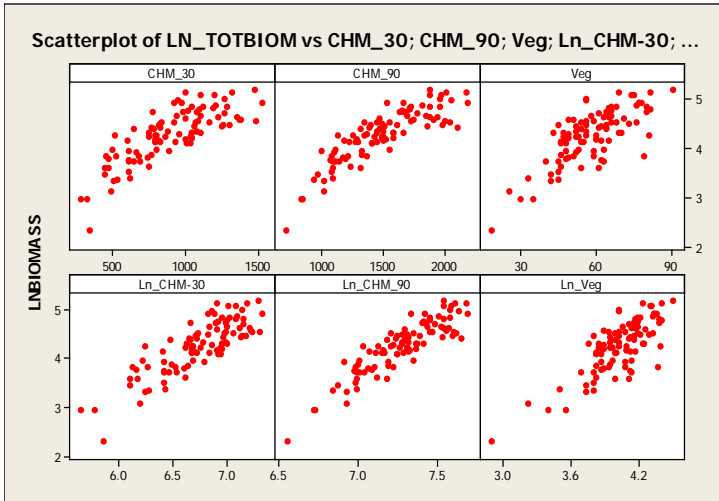 Scatterplot of LN_TOTBIOM vs CHM_30; CHM_90; Veg; Ln_CHM-30; ...
CHM_30 CHM_90 Veg
5
4
3
2
500 1000 1500 1000 1500 2000 30 60 90
Ln_CHM-30 Ln_CHM_90 Ln_Veg
5
4
3
2
6.0 6.5 7.0 6.5 7.0 7.5 3.0 3.6 4.2
LNBIOMASS